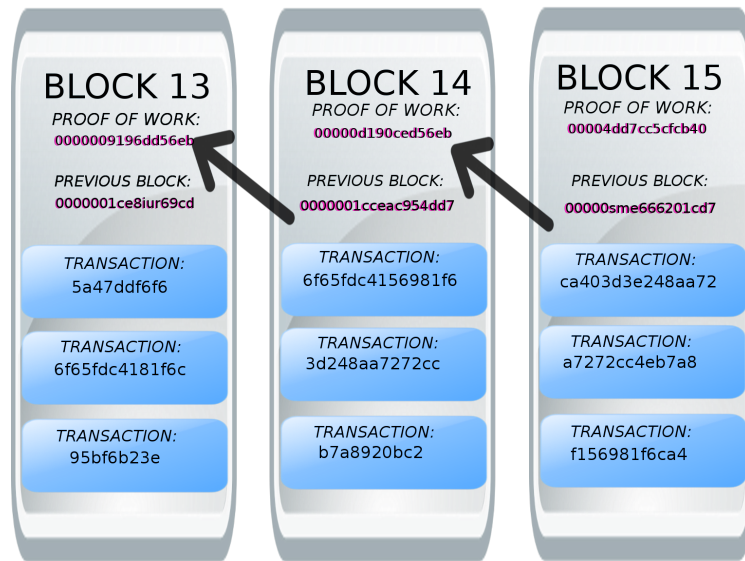 BLOCK 13
PROOF OF WORK:
0000009196dd56eb
PREVIOUS BLOCK:
0000001ce8iur69cd
TRANSACTION:
5a47ddf6f6
TRANSACTION:
6f65fdc4181f6c
TRANSACTION:
95bf6b23e
BLOCK 14
PROOF OF WORK:
00000d190ced56eb
PREVIOUS BLOCK:
0000001cceac954dd7
TRANSACTION:
6f65fdc4156981f6
TRANSACTION:
3d248aa7272cc
TRANSACTION:
b7a8920bc2
BLOCK 15
PROOF OF WORK:
00004dd7cc5cfcb40
PREVIOUS BLOCK:
00000sme666201cd7
TRANSACTION:
ca403d3e248aa72
TRANSACTION:
a7272cc4eb7a8
TRANSACTION:
f156981f6ca4